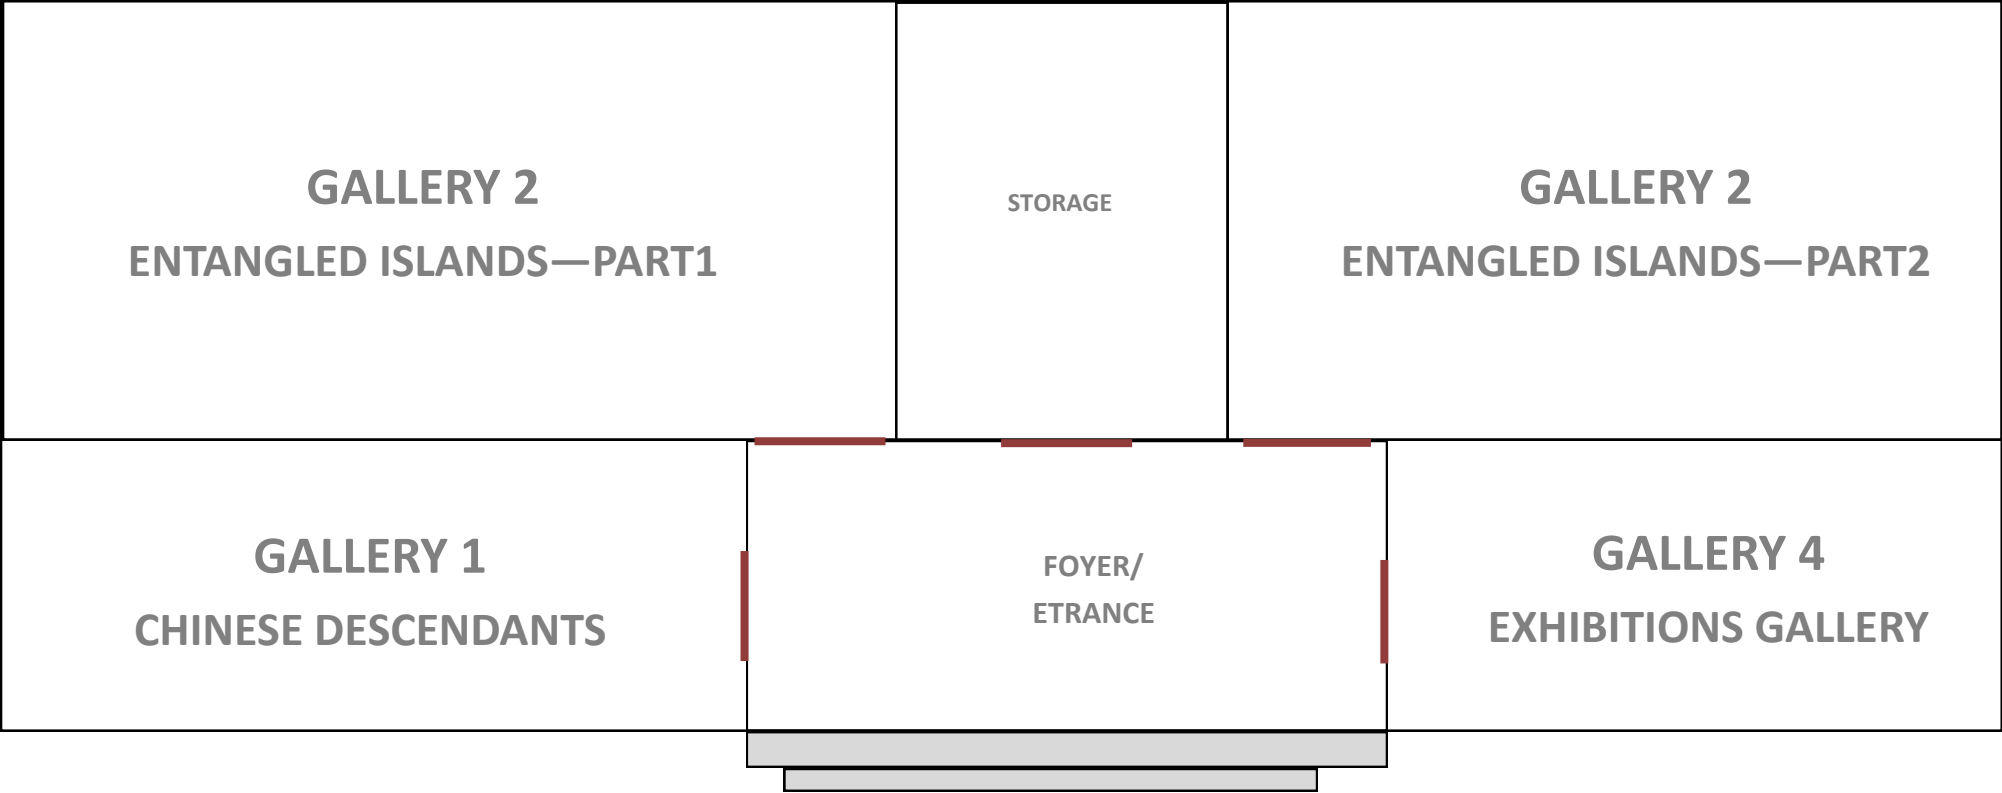 GALLERY 2
ENTANGLED ISLANDS—PART1
STORAGE
GALLERY 2
ENTANGLED ISLANDS—PART2
GALLERY 1
CHINESE DESCENDANTS
FOYER/
ETRANCE
GALLERY 4
EXHIBITIONS GALLERY